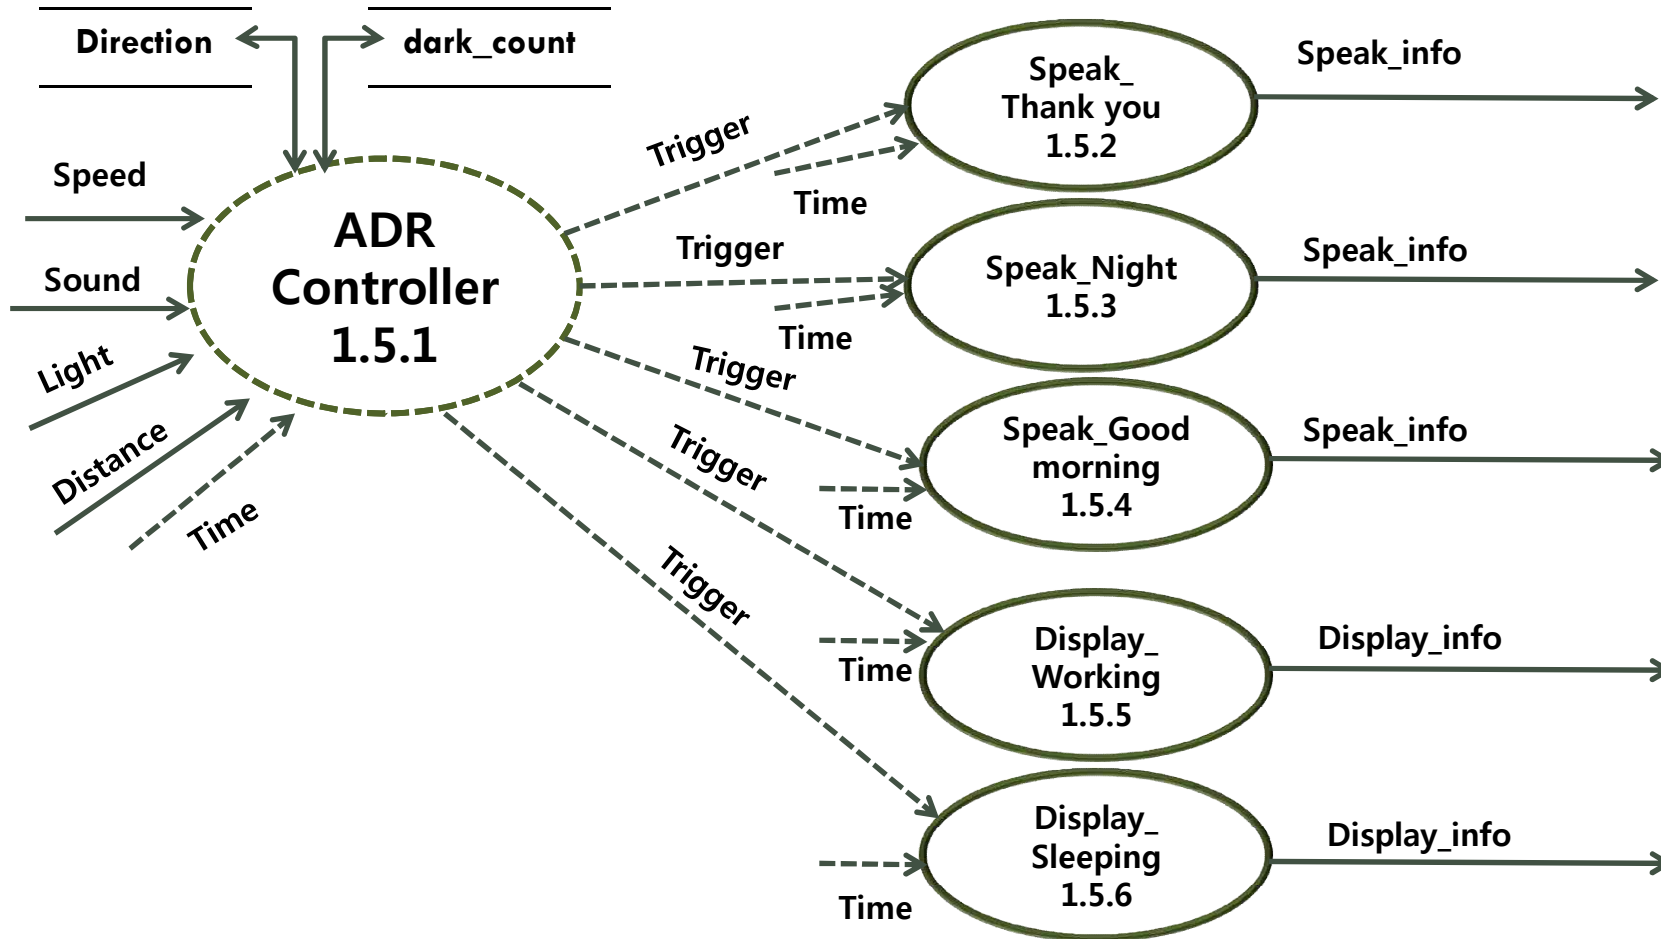 Direction
dark_count
Speed
Sound
Light
Distance
Time
ADR
Controller
1.5.1
Trigger
Time
Speak_
Thank you
1.5.2
Speak_info
Trigger
Time
Speak_Night
1.5.3
Speak_info
Trigger
Time
Speak_Good
morning
1.5.4
Speak_info
Trigger
Time
Display_
Working
1.5.5
Display_info
Trigger
Time
Display_
Sleeping
1.5.6
Display_info